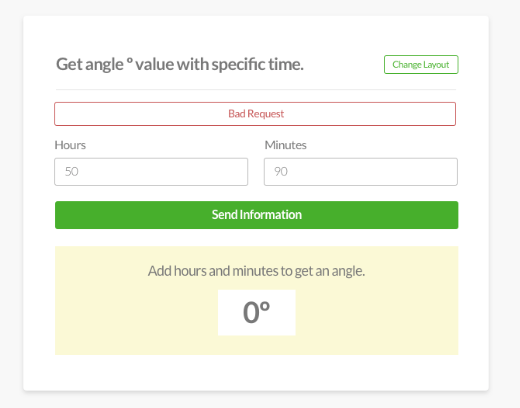 Get angle º value with specific time.
Change Layout
Bad Request
Hours Minutes
50 90
Send Information
Add hours and minutes to get an angle.
0º